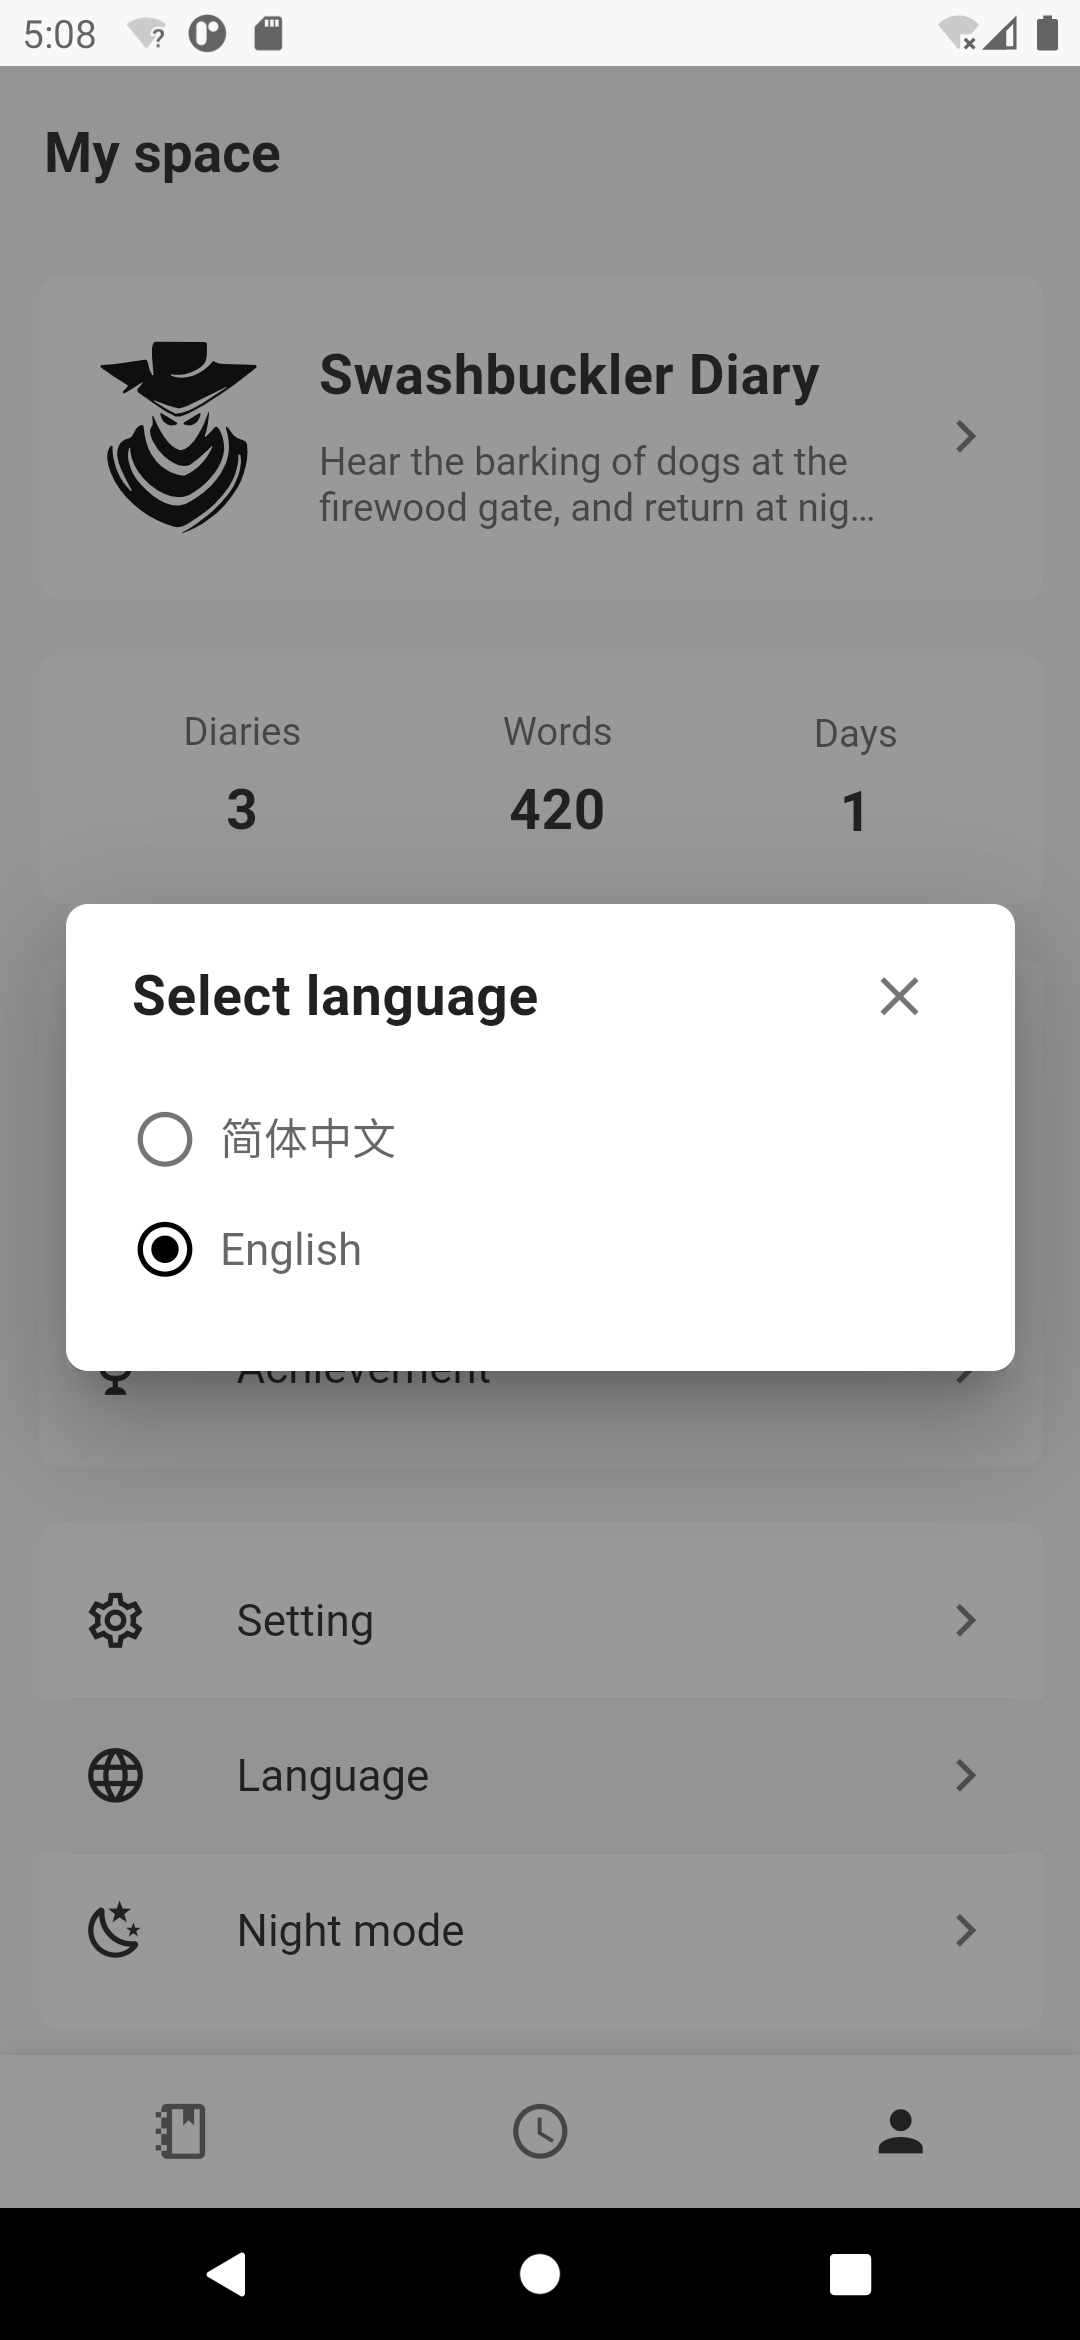 5:08
My space
Swashbuckler Diary
Hear the barking of dogs at the
firewood gate, and return at nig...
Diaries
Words
Days
3
420
1
Select language
简体中文
English
Achievement
Setting
Language
Night mode